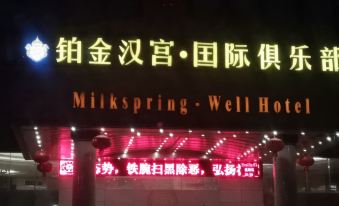 铂金汉宫·国际俱乐部
Milkspring - Well Hotel
态势，铁腕扫黑除恶，弘扬